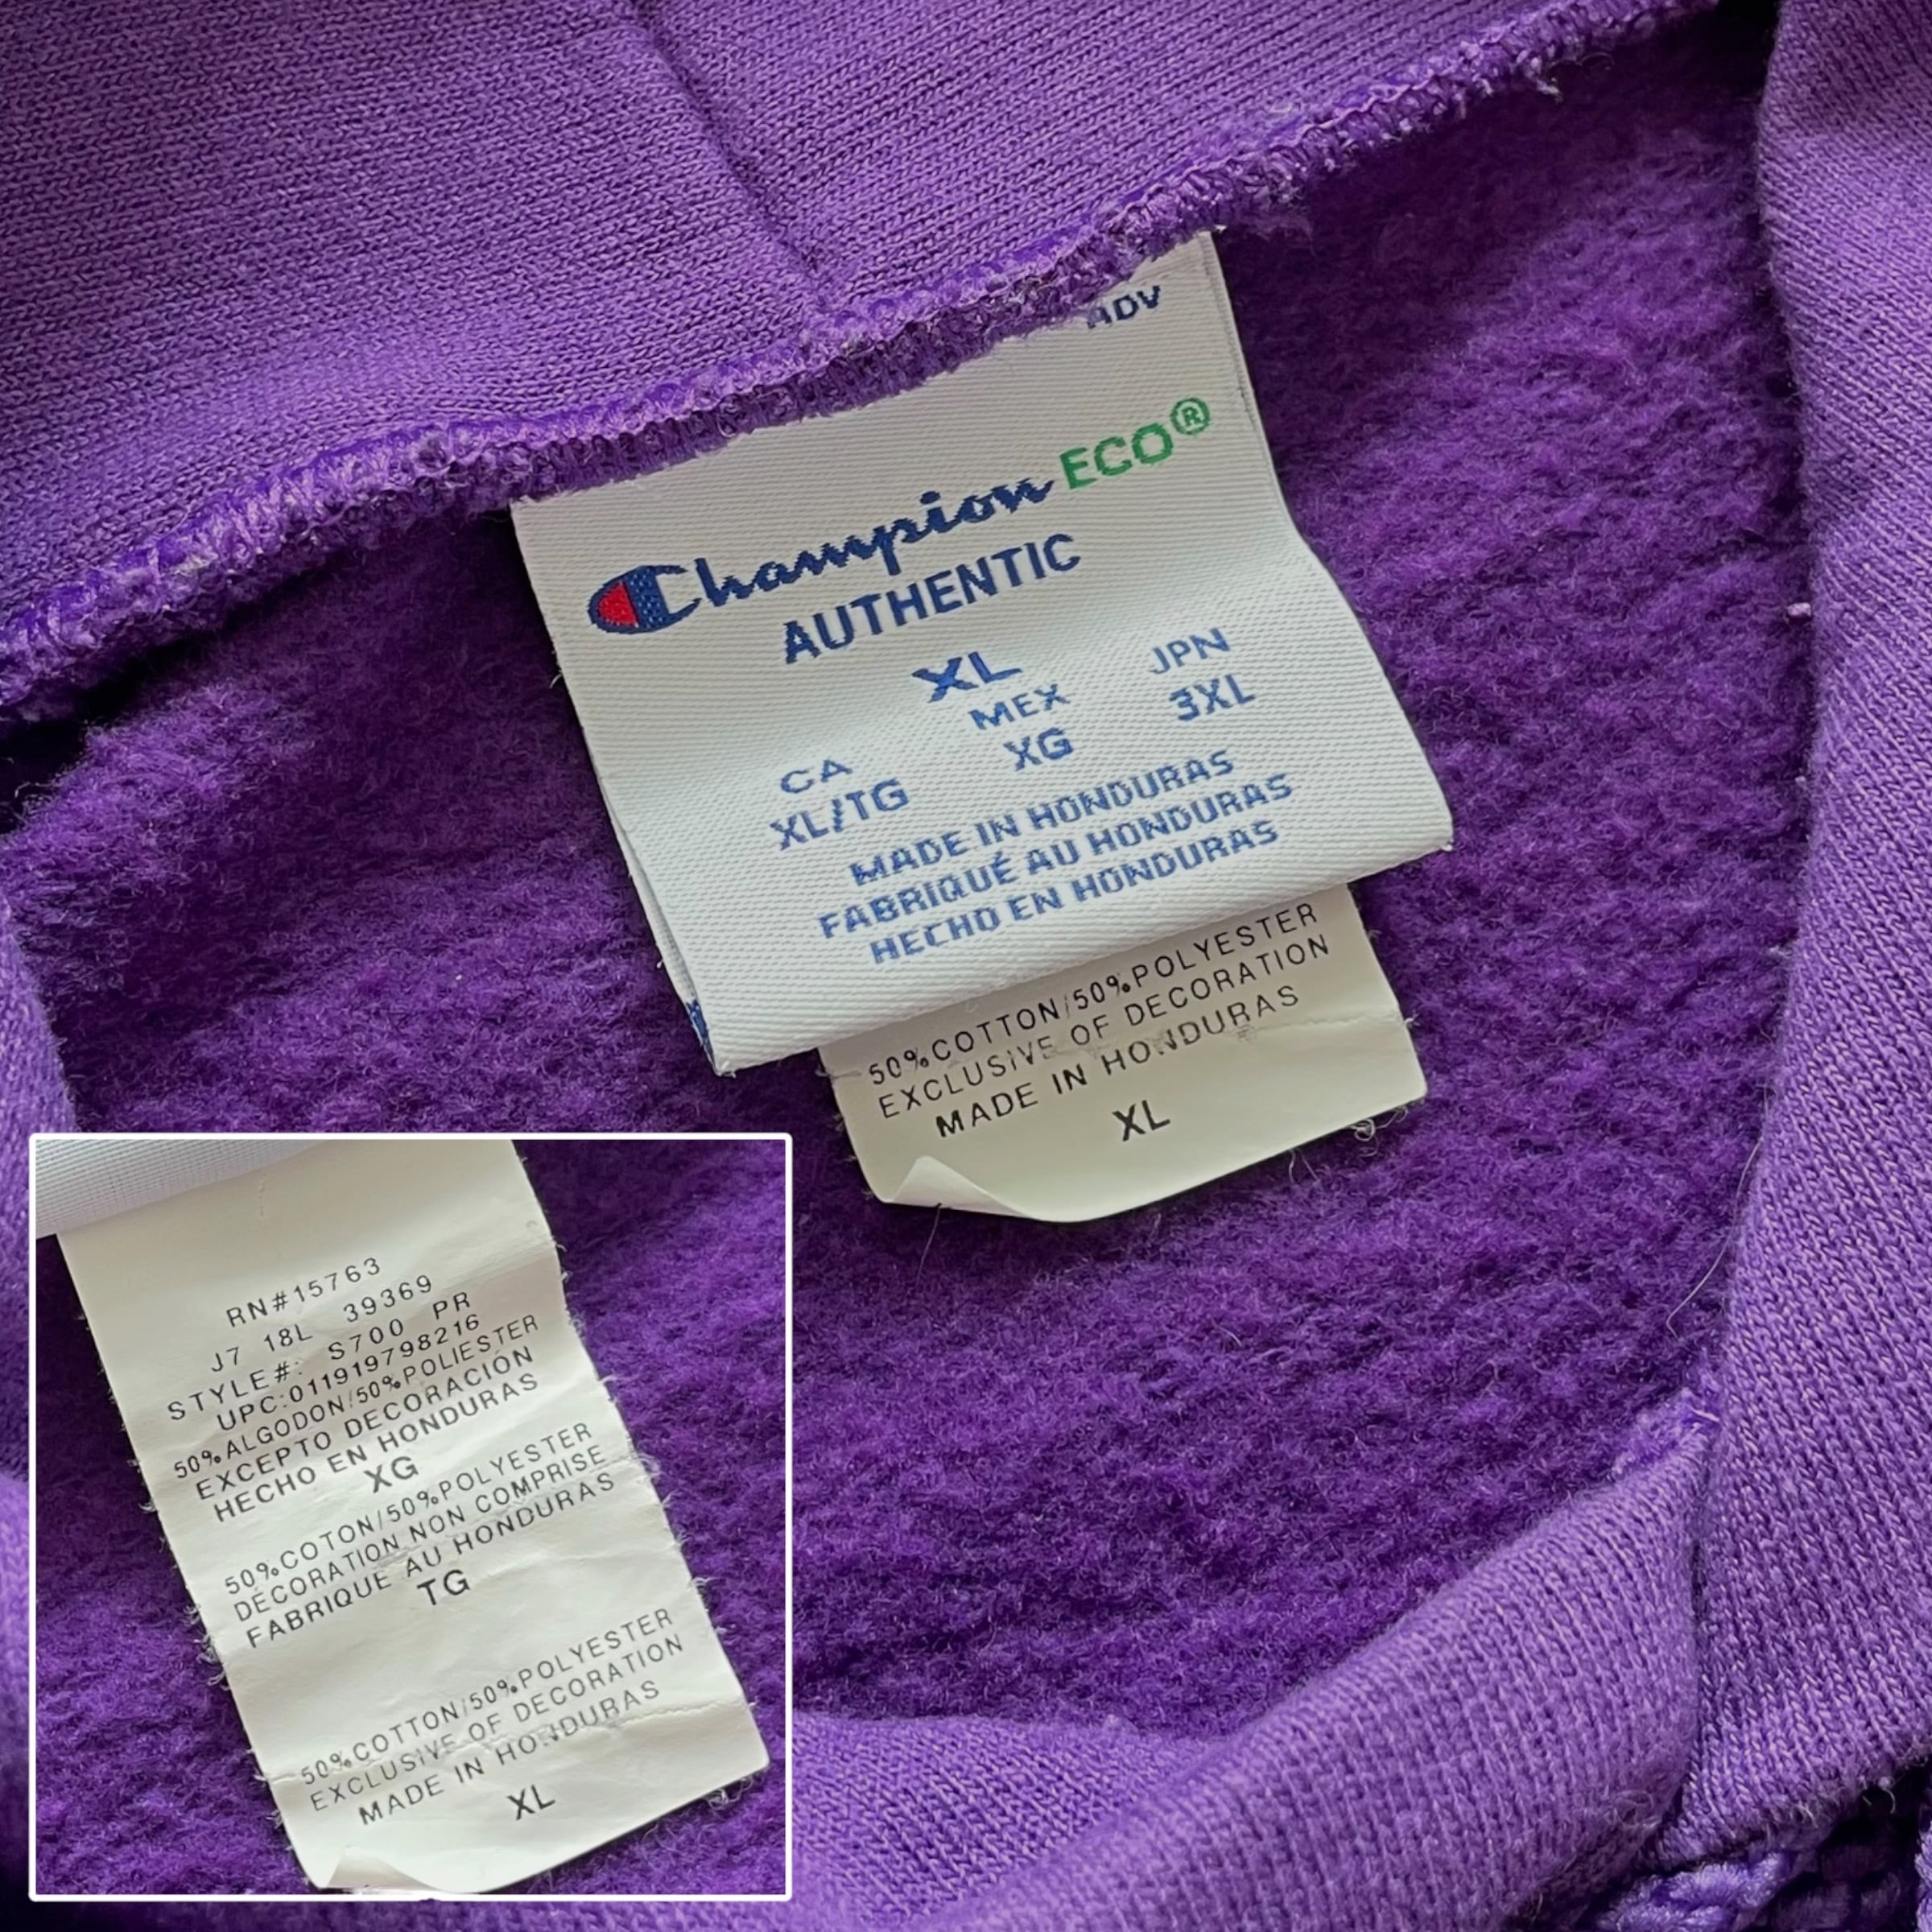 ADV
Champion ECO®
AUTHENTIC
XL
CA MEX JPN
XL/TG XG 3XL
MADE IN HONDURAS
FABRIQUÉ AU HONDURAS
HECHO EN HONDURAS
50%COTTON/50%POLYESTER
EXCLUSIVE OF DECORATION
MADE IN HONDURAS
XL
RN#15763
J7 18L 39369
STYLE#: S700 PR
UPC:011919798216
50%ALGODON/50%POLIESTER
EXCEPTO DECORACIÓN
HECHO EN HONDURAS
XG
50%COTON/50%POLYESTER
DÉCORATION NON COMPRISE
FABRIQUE AU HONDURAS
TG
50%COTTON/50%POLYESTER
EXCLUSIVE OF DECORATION
MADE IN HONDURAS
XL